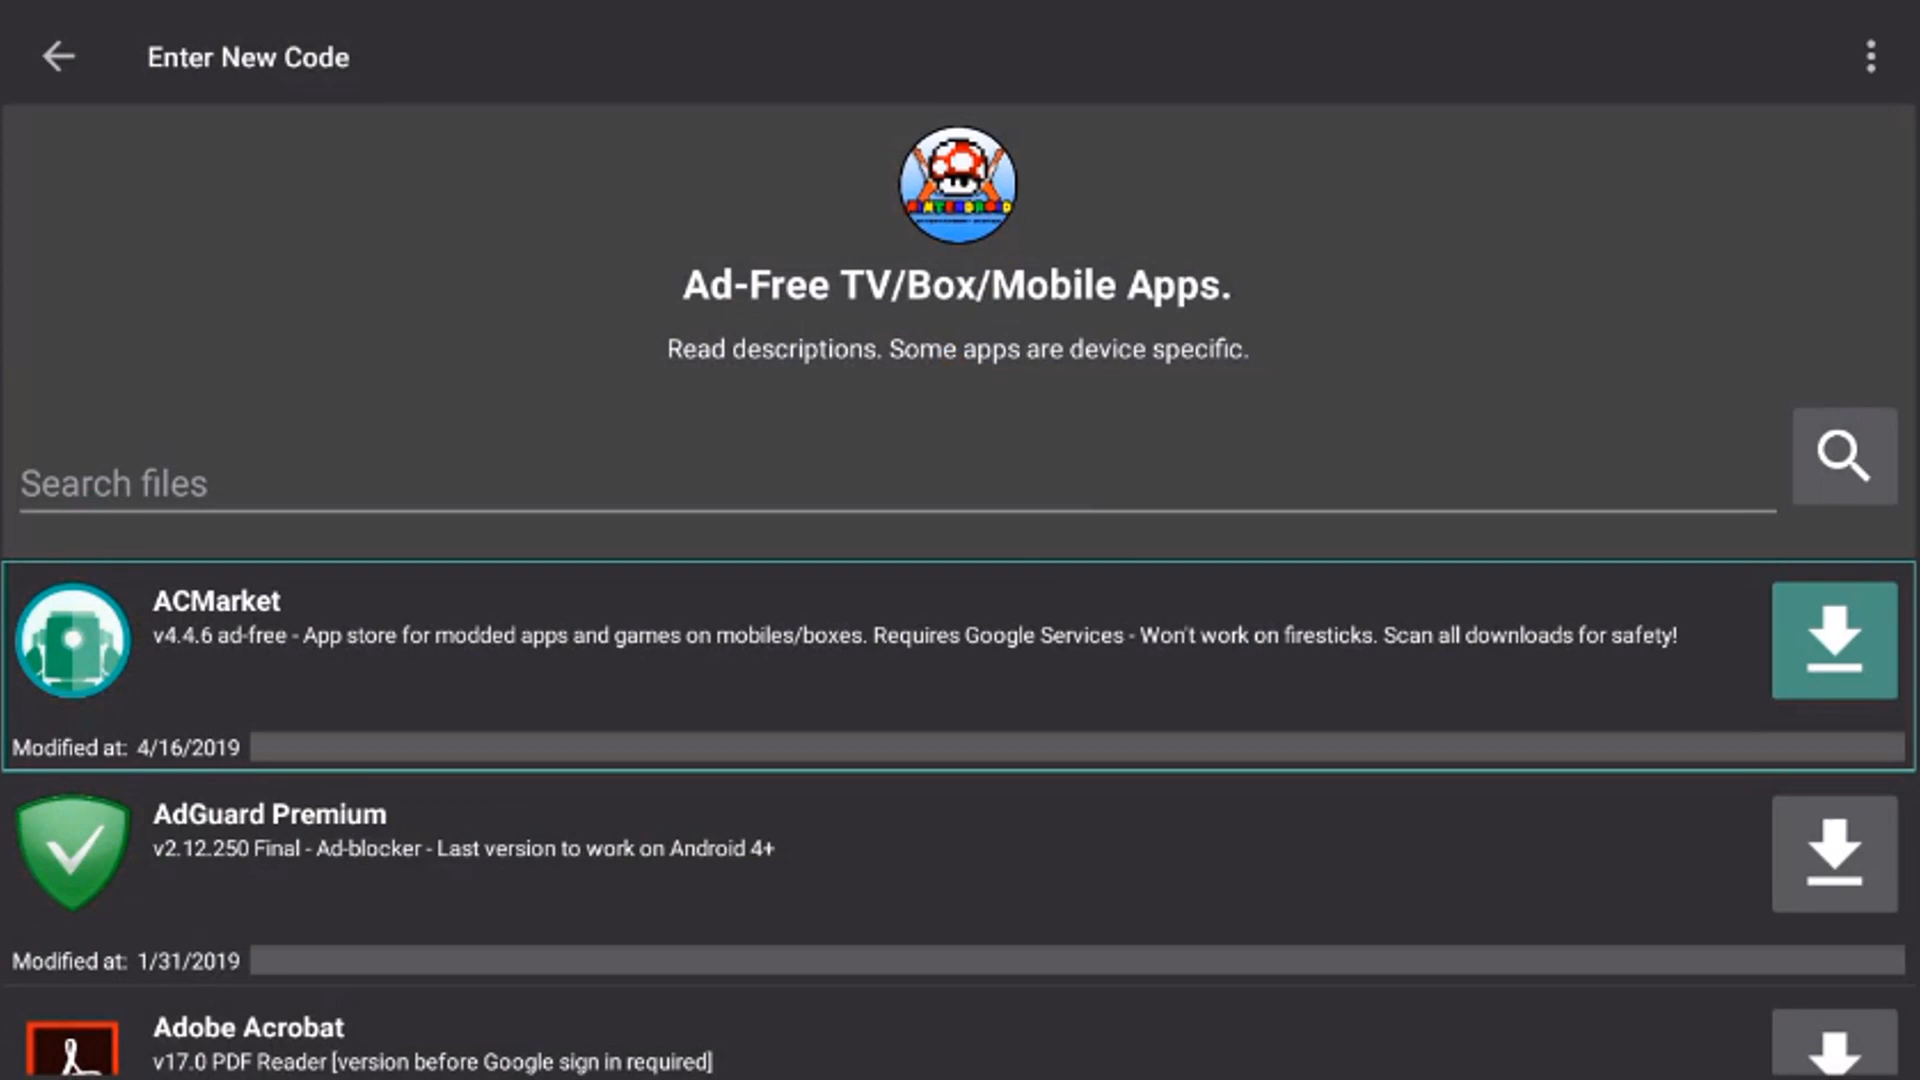 Enter New Code
NINTENDROID
Ad-Free TV/Box/Mobile Apps.
Read descriptions. Some apps are device specific.
Search files
ACMarket
v4.4.6 ad-free - App store for modded apps and games on mobiles/boxes. Requires Google Services - Won't work on firesticks. Scan all downloads for safety!
Modified at: 4/16/2019
AdGuard Premium
v2.12.250 Final - Ad-blocker - Last version to work on Android 4+
Modified at: 1/31/2019
Adobe Acrobat
v17.0 PDF Reader [version before Google sign in required]